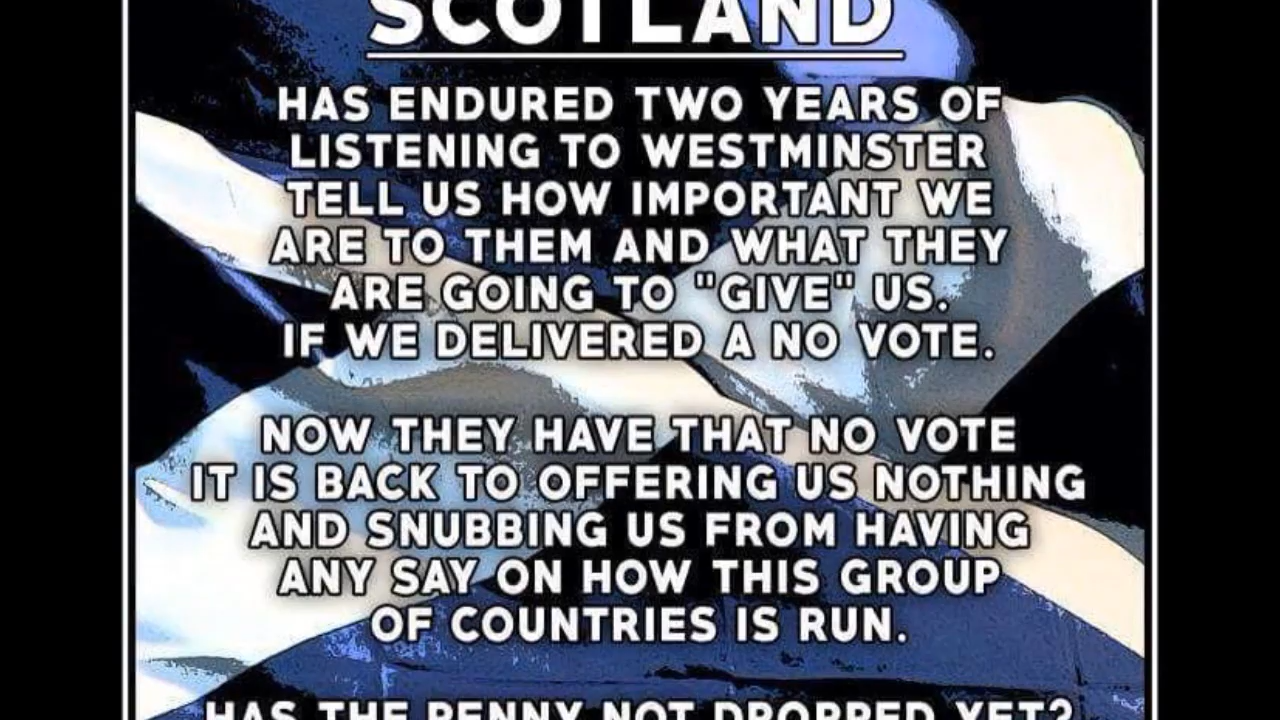 SCOTLAND
HAS ENDURED TWO YEARS OF
LISTENING TO WESTMINSTER
TELL US HOW IMPORTANT WE
ARE TO THEM AND WHAT THEY
ARE GOING TO "GIVE" US.
IF WE DELIVERED A NO VOTE.
NOW THEY HAVE THAT NO VOTE
IT IS BACK TO OFFERING US NOTHING
AND SNUBBING US FROM HAVING
ANY SAY ON HOW THIS GROUP
OF COUNTRIES IS RUN.
HAS THE PENNY NOT DROPPED YET?